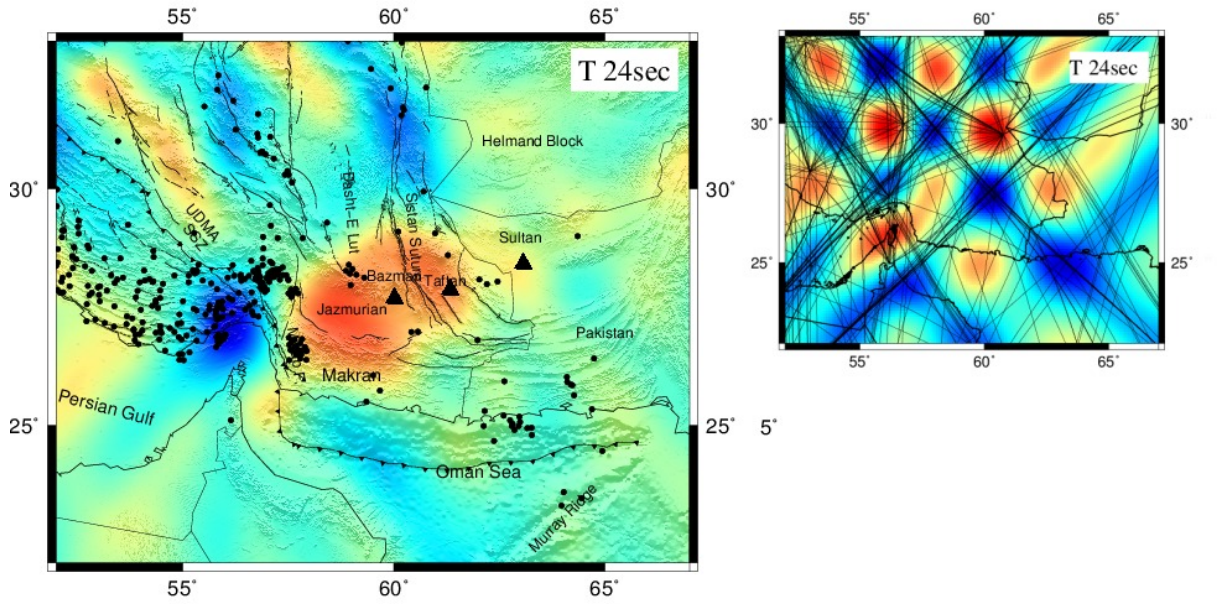 55˚ 60˚ 65˚
T 24sec
Helmand Block
30˚ 30˚
Dasht-E Lut
UDMA
SSZ
Sistan Suture
Sultan
Bazman Taftan
Jazmurian
Pakistan
Makran
Persian Gulf
25˚ 25˚
Oman Sea
Murray Ridge
55˚ 60˚ 65˚
55˚ 60˚ 65˚
T 24sec
30˚ 30˚
25˚ 25˚
55˚ 60˚ 65˚
5˚